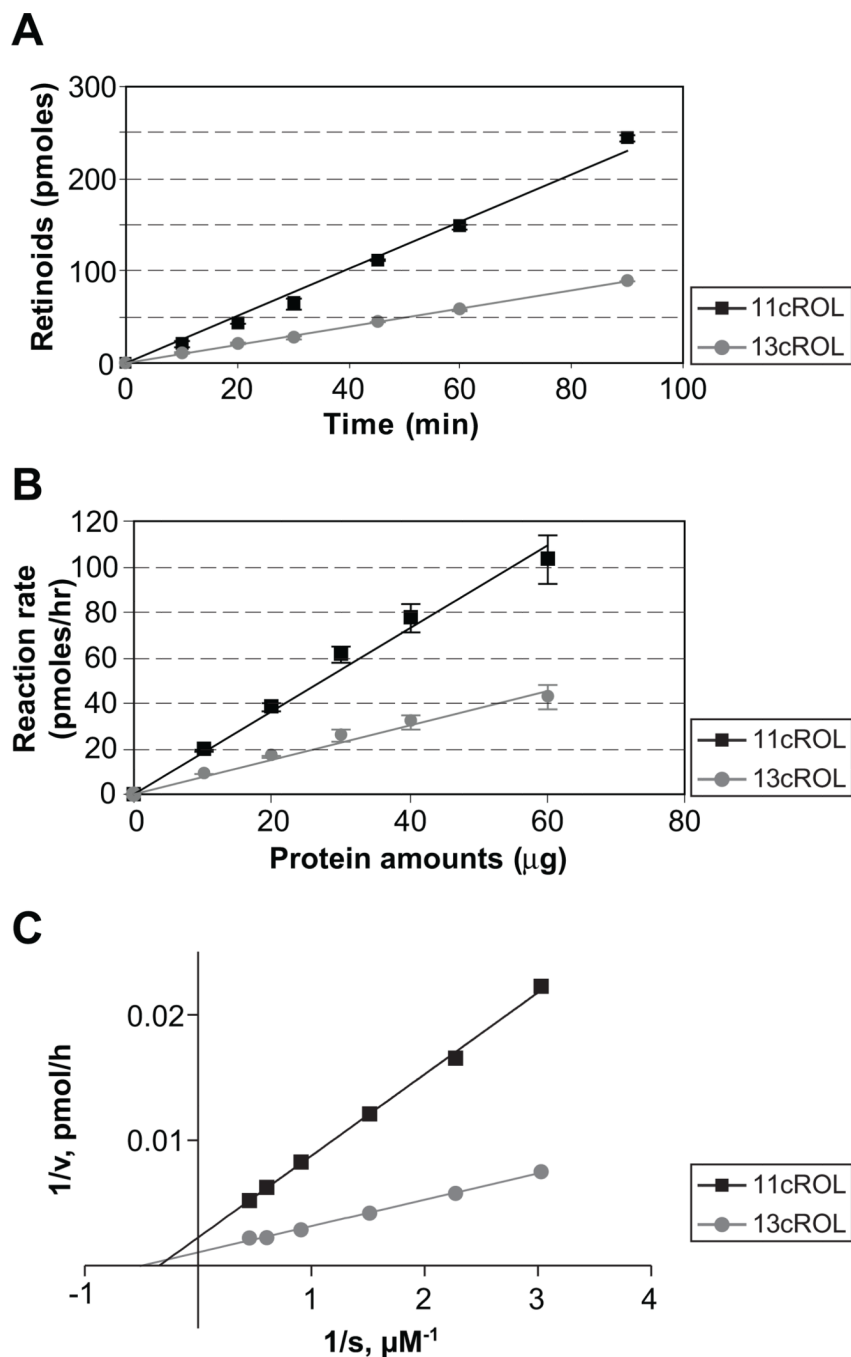 A
300
200
100
0
Retinoids (pmoles)
0 20 40 60 80 100
Time (min)
11cROL
13cROL
B
120
100
80
60
40
20
0
Reaction rate
(pmoles/hr)
0 20 40 60 80
Protein amounts (μg)
11cROL
13cROL
C
0.02
0.01
1/v, pmol/h
-1 1 2 3 4
1/s, μM⁻¹
11cROL
13cROL